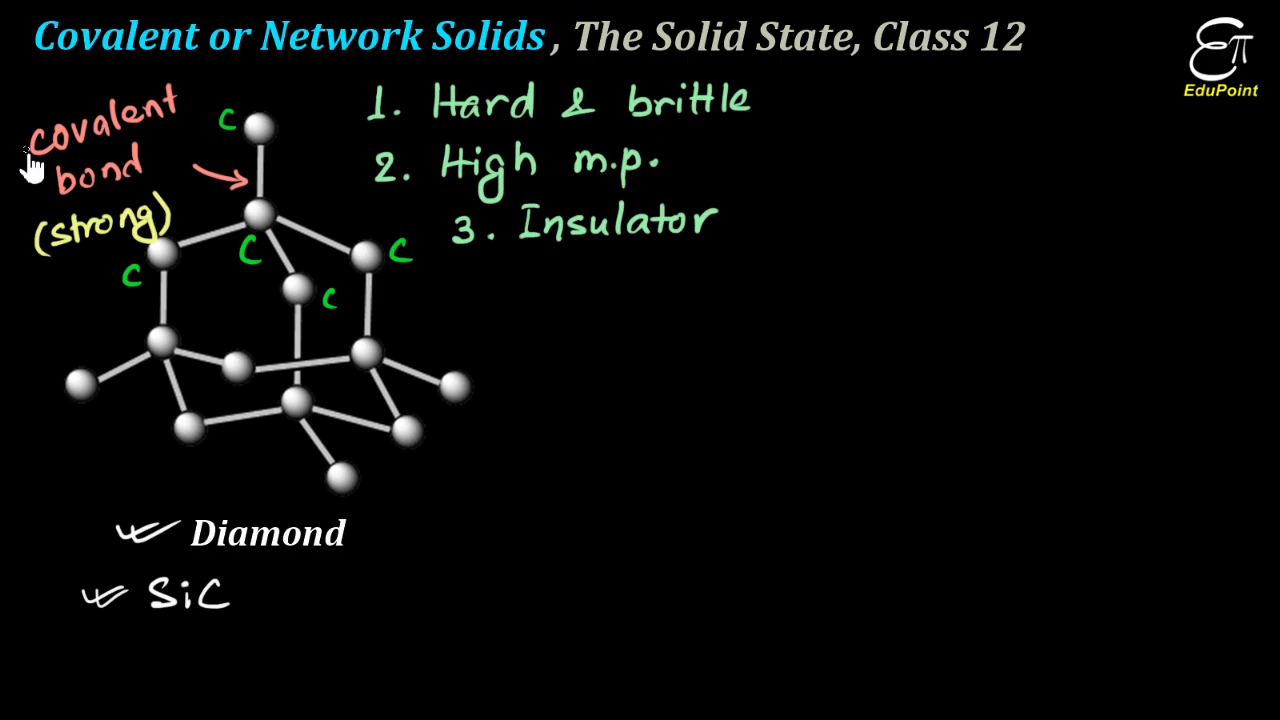 Covalent or Network Solids , The Solid State, Class 12
επ
EduPoint
covalent
bond
(strong)
1. Hard & brittle
2. High m.p.
3. Insulator
C
C
C
C
C
Diamond
SiC